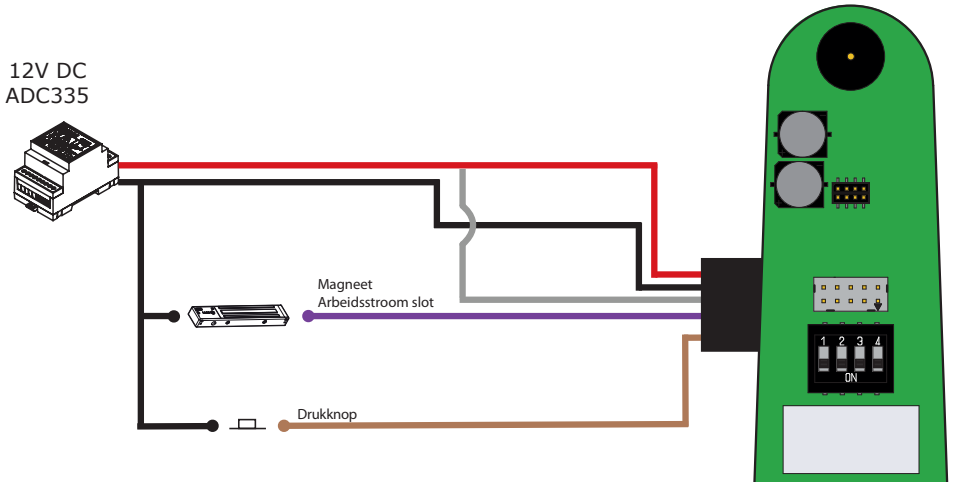 12V DC
ADC335
Magneet
Arbeidsstroom slot
Drukknop
1 2 3 4
ON